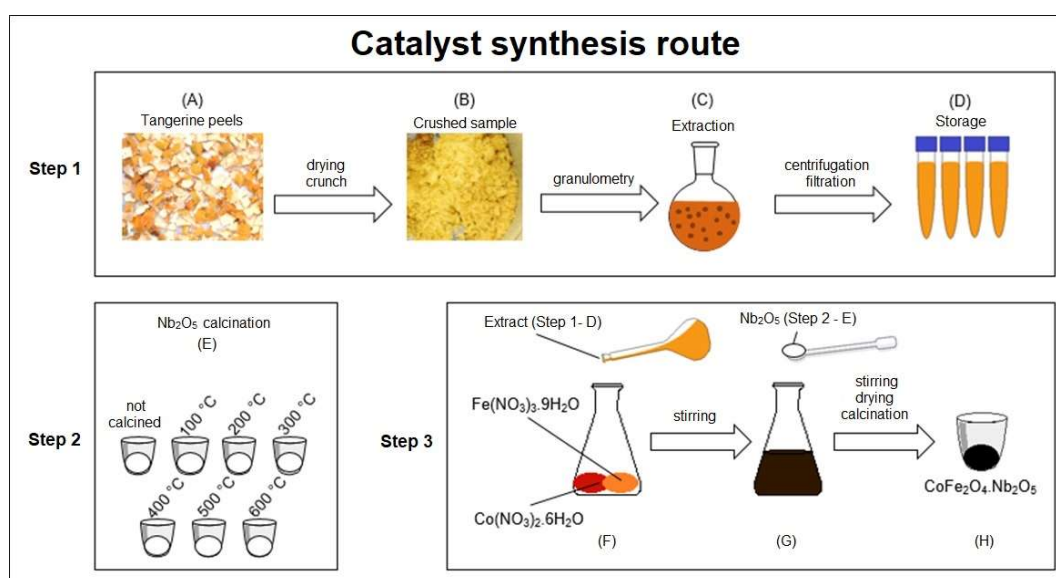 Catalyst synthesis route
Step 1
(A)
Tangerine peels
drying
crunch
(B)
Crushed sample
granulometry
(C)
Extraction
centrifugation
filtration
(D)
Storage
Step 2
Nb₂O₅ calcination
(E)
not
calcined
100 °C
200 °C
300 °C
400 °C
500 °C
600 °C
Step 3
Extract (Step 1- D)
Fe(NO₃)₃.9H₂O
Co(NO₃)₂.6H₂O
(F)
stirring
Nb₂O₅ (Step 2 - E)
(G)
stirring
drying
calcination
CoFe₂O₄.Nb₂O₅
(H)